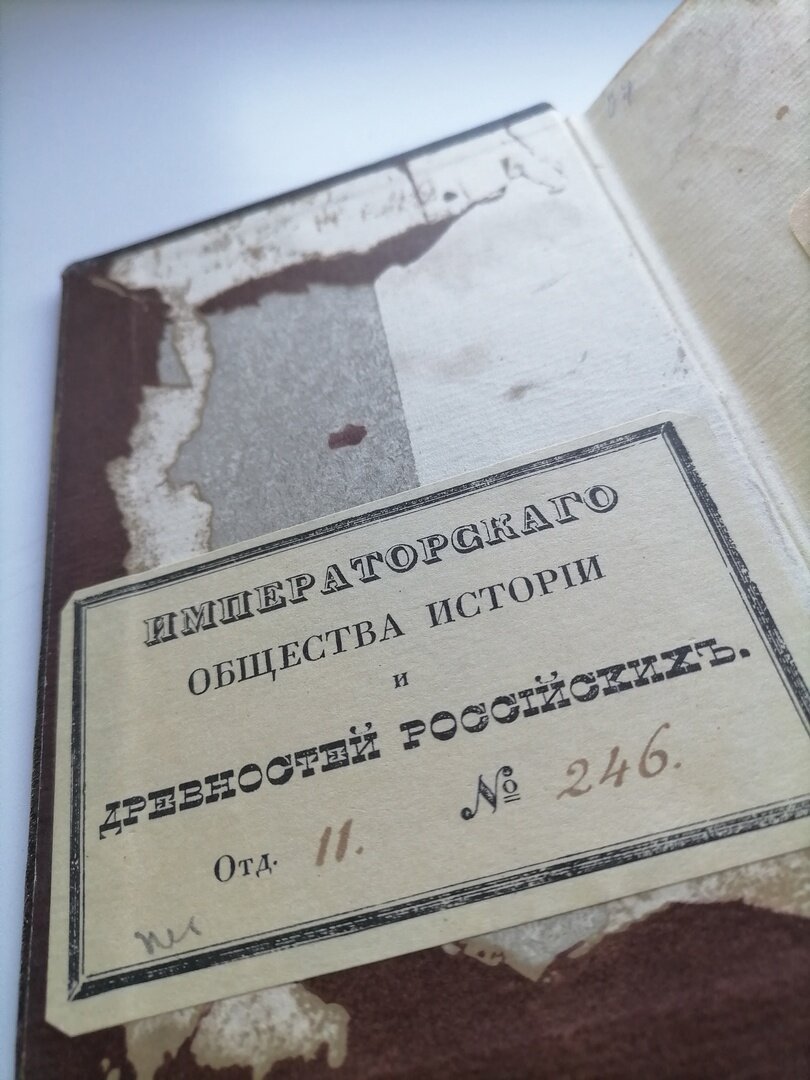 ИМПЕРАТОРСКАГО
ОБЩЕСТВА ИСТОРІИ
И
ДРЕВНОСТЕЙ РОССІЙСКИХЪ.
Отд. 11. № 246.